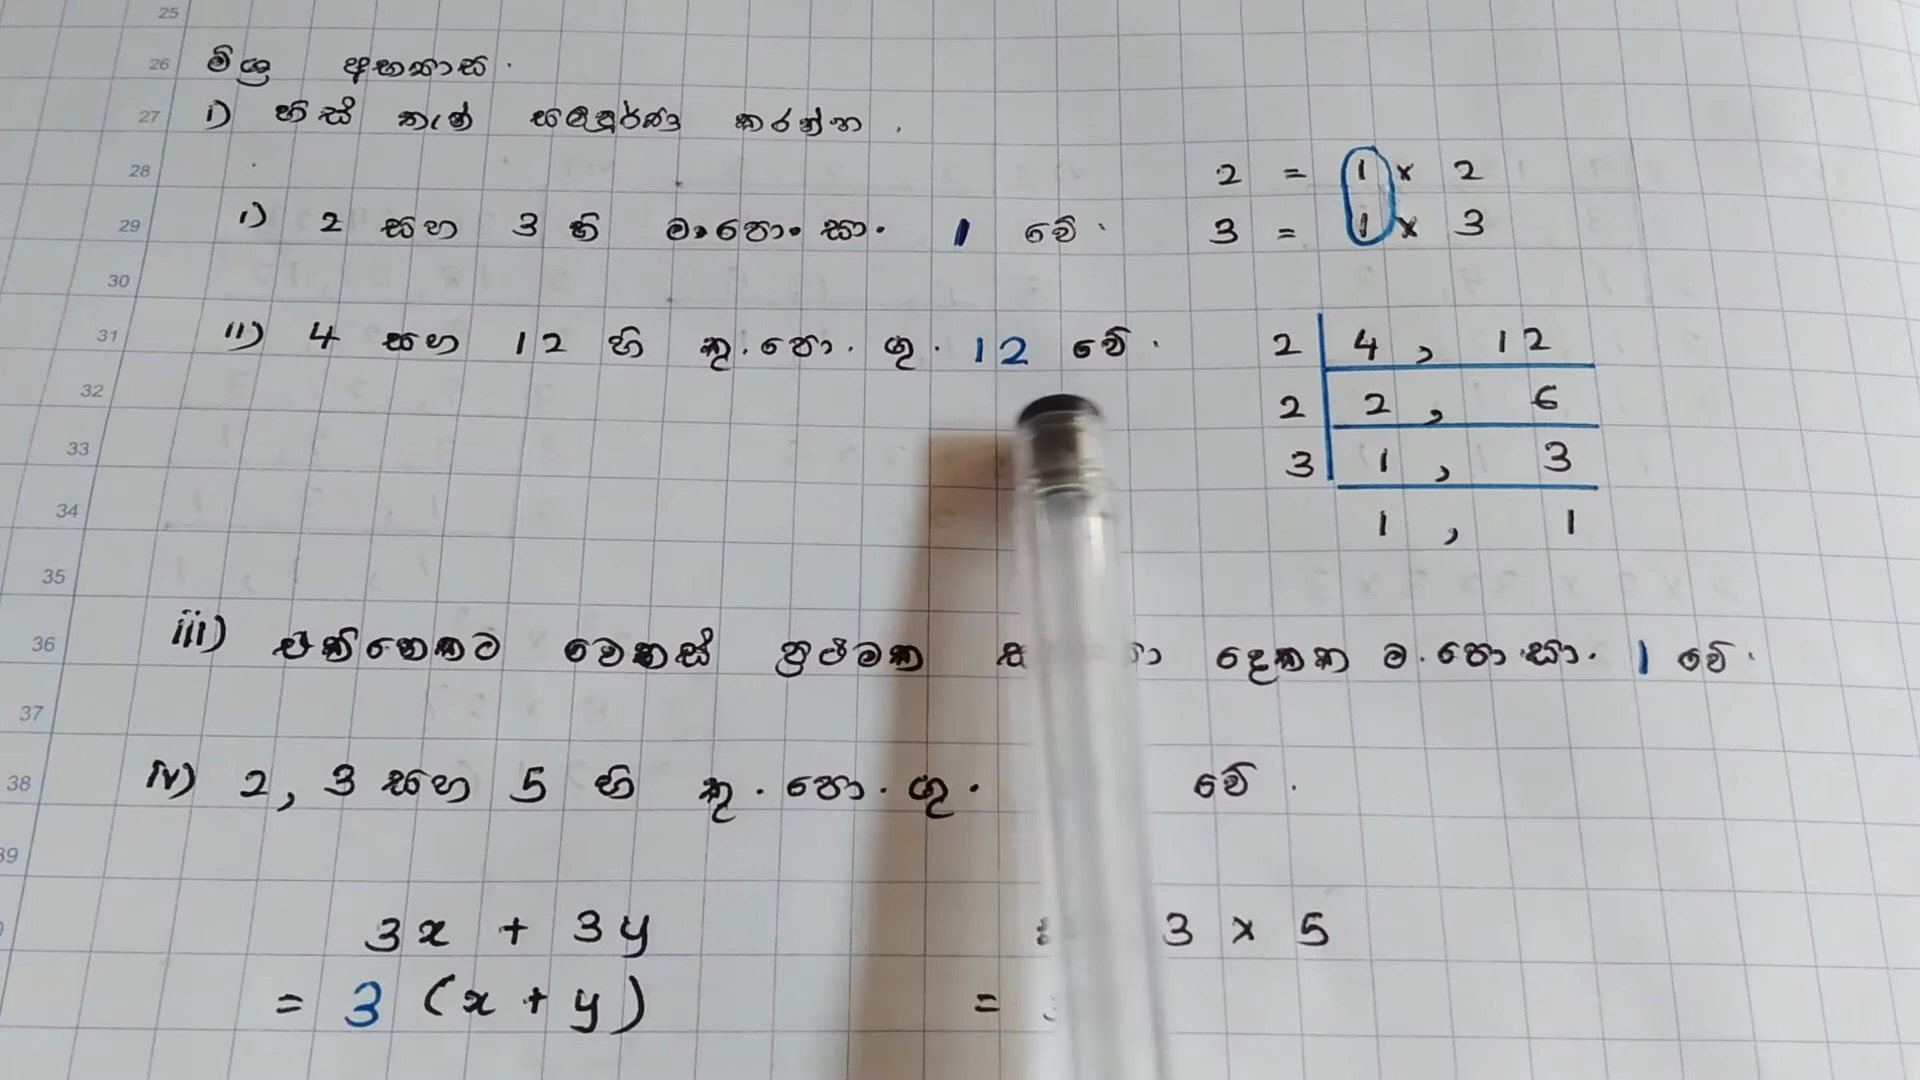 25
26 මිශ්‍ර අභ්‍යාස.
27 i) හිස් තැන් සම්පූර්ණ කරන්න.
28 2 = 1 x 2
29 i) 2 සහ 3 හි ම.පො.සා. 1 වේ. 3 = 1 x 3
30
31 ii) 4 සහ 12 හි කු.පො.ගු. 12 වේ. 2 4 , 12
32 2 2 , 6
33 3 1 , 3
34 1 , 1
35
36 iii) එකිනෙකට වෙනස් ප්‍රථමක දෙකක ම.පො.සා. 1 වේ.
37
38 iv) 2, 3 සහ 5 හි කු.පො.ගු. වේ.
39
3x + 3y 3 x 5
= 3 (x + y) =